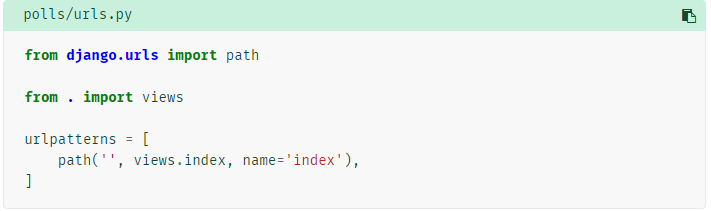 polls/urls.py
from django.urls import path
from . import views
urlpatterns = [
    path('', views.index, name='index'),
]